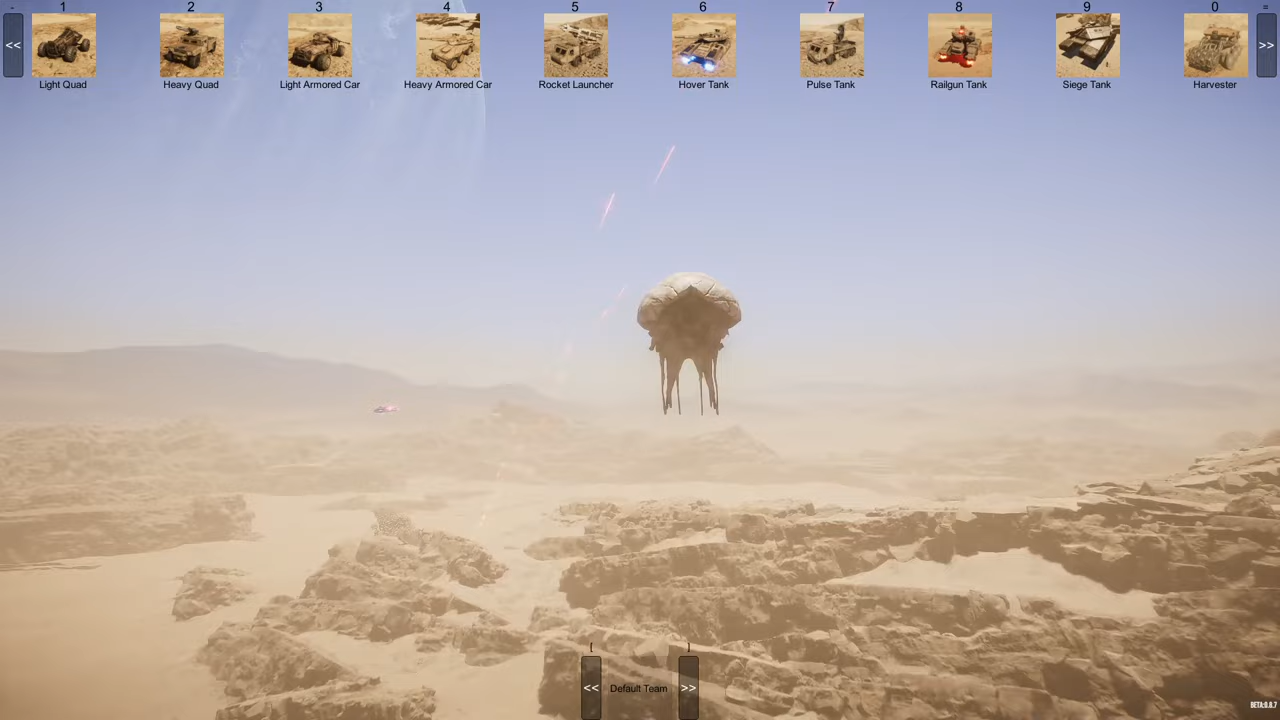 - 1 2 3 4 5 6 7 8 9 0 =
<< >>
Light Quad Heavy Quad Light Armored Car Heavy Armored Car Rocket Launcher Hover Tank Pulse Tank Railgun Tank Siege Tank Harvester
[ ]
<< Default Team >>
BETA:0.8.7